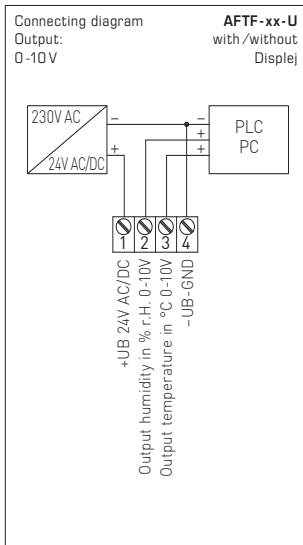 Connecting diagram
Output:
0-10V
AFTF-xx-U
with/without
Displej
230V AC
24V AC/DC
–
+
–
+
+
PLC
PC
1
2
3
4
+UB 24V AC/DC
Output humidity in % r.H. 0-10V
Output temperature in °C 0-10V
–UB-GND